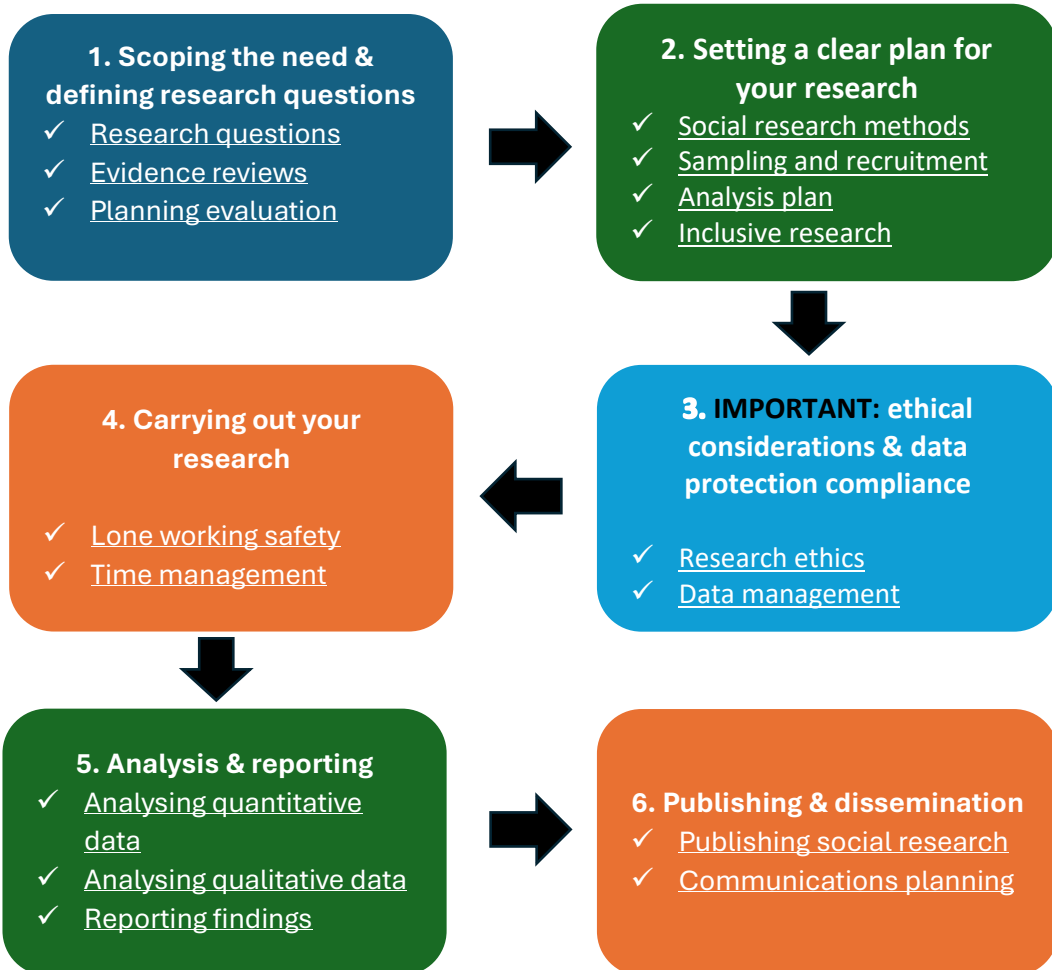 1. Scoping the need &
defining research questions
✓ Research questions
✓ Evidence reviews
✓ Planning evaluation
2. Setting a clear plan for
your research
✓ Social research methods
✓ Sampling and recruitment
✓ Analysis plan
✓ Inclusive research
3. IMPORTANT: ethical
considerations & data
protection compliance
✓ Research ethics
✓ Data management
4. Carrying out your
research
✓ Lone working safety
✓ Time management
5. Analysis & reporting
✓ Analysing quantitative
data
✓ Analysing qualitative data
✓ Reporting findings
6. Publishing & dissemination
✓ Publishing social research
✓ Communications planning